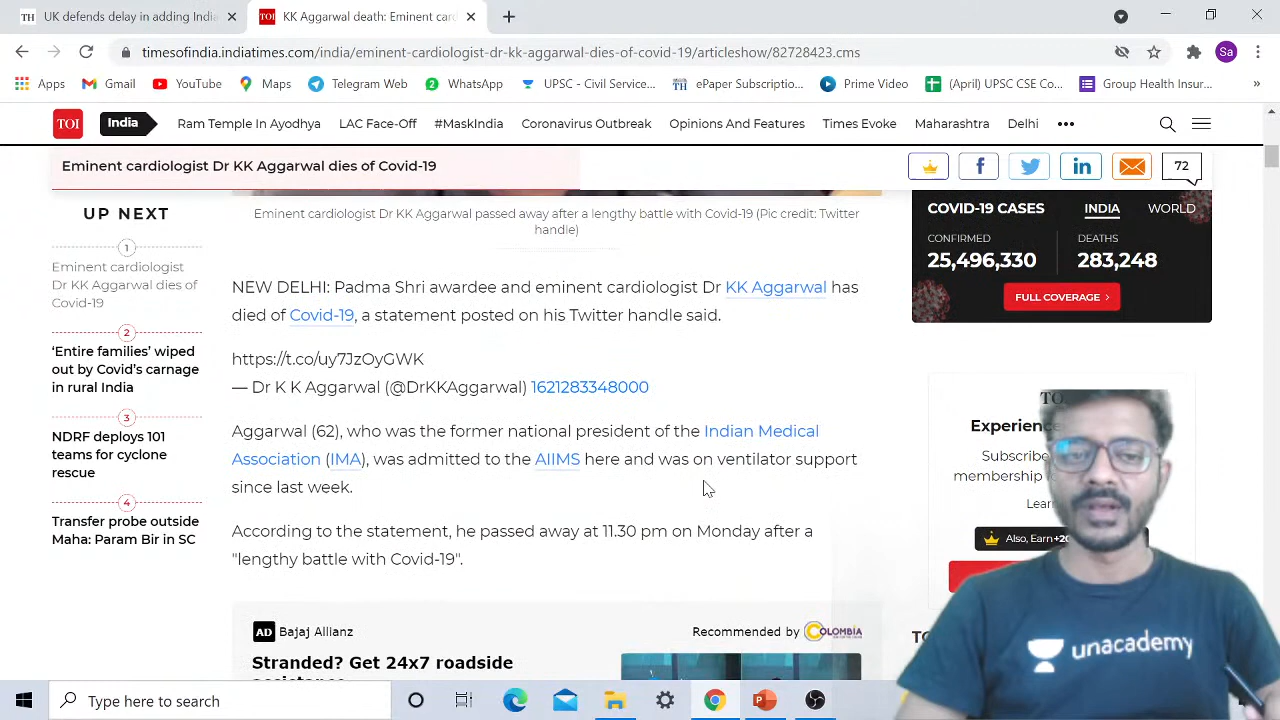 TH UK defends delay in adding India
TOI KK Aggarwal death: Eminent car
timesofindia.indiatimes.com/india/eminent-cardiologist-dr-kk-aggarwal-dies-of-covid-19/articleshow/82728423.cms
Sa
Apps Gmail YouTube Maps Telegram Web 2 WhatsApp UPSC - Civil Service... TH ePaper Subscriptio... Prime Video (April) UPSC CSE Co... Group Health Insur... »
TOI India Ram Temple In Ayodhya LAC Face-Off #MaskIndia Coronavirus Outbreak Opinions And Features Times Evoke Maharashtra Delhi
Eminent cardiologist Dr KK Aggarwal dies of Covid-19
72
UP NEXT
1
Eminent cardiologist
Dr KK Aggarwal dies of
Covid-19
2
‘Entire families’ wiped
out by Covid’s carnage
in rural India
3
NDRF deploys 101
teams for cyclone
rescue
4
Transfer probe outside
Maha: Param Bir in SC
Eminent cardiologist Dr KK Aggarwal passed away after a lengthy battle with Covid-19 (Pic credit: Twitter
handle)
NEW DELHI: Padma Shri awardee and eminent cardiologist Dr KK Aggarwal has
died of Covid-19, a statement posted on his Twitter handle said.
https://t.co/uy7JzOyGWK
— Dr K K Aggarwal (@DrKKAggarwal) 1621283348000
Aggarwal (62), who was the former national president of the Indian Medical
Association (IMA), was admitted to the AIIMS here and was on ventilator support
since last week.
According to the statement, he passed away at 11.30 pm on Monday after a
"lengthy battle with Covid-19".
AD Bajaj Allianz
Recommended by COLOMBIA
Stranded? Get 24x7 roadside
COVID-19 CASES INDIA WORLD
CONFIRMED DEATHS
25,496,330 283,248
FULL COVERAGE >
Experience
Subscribe
membership
Also, Earn
unacademy
Type here to search